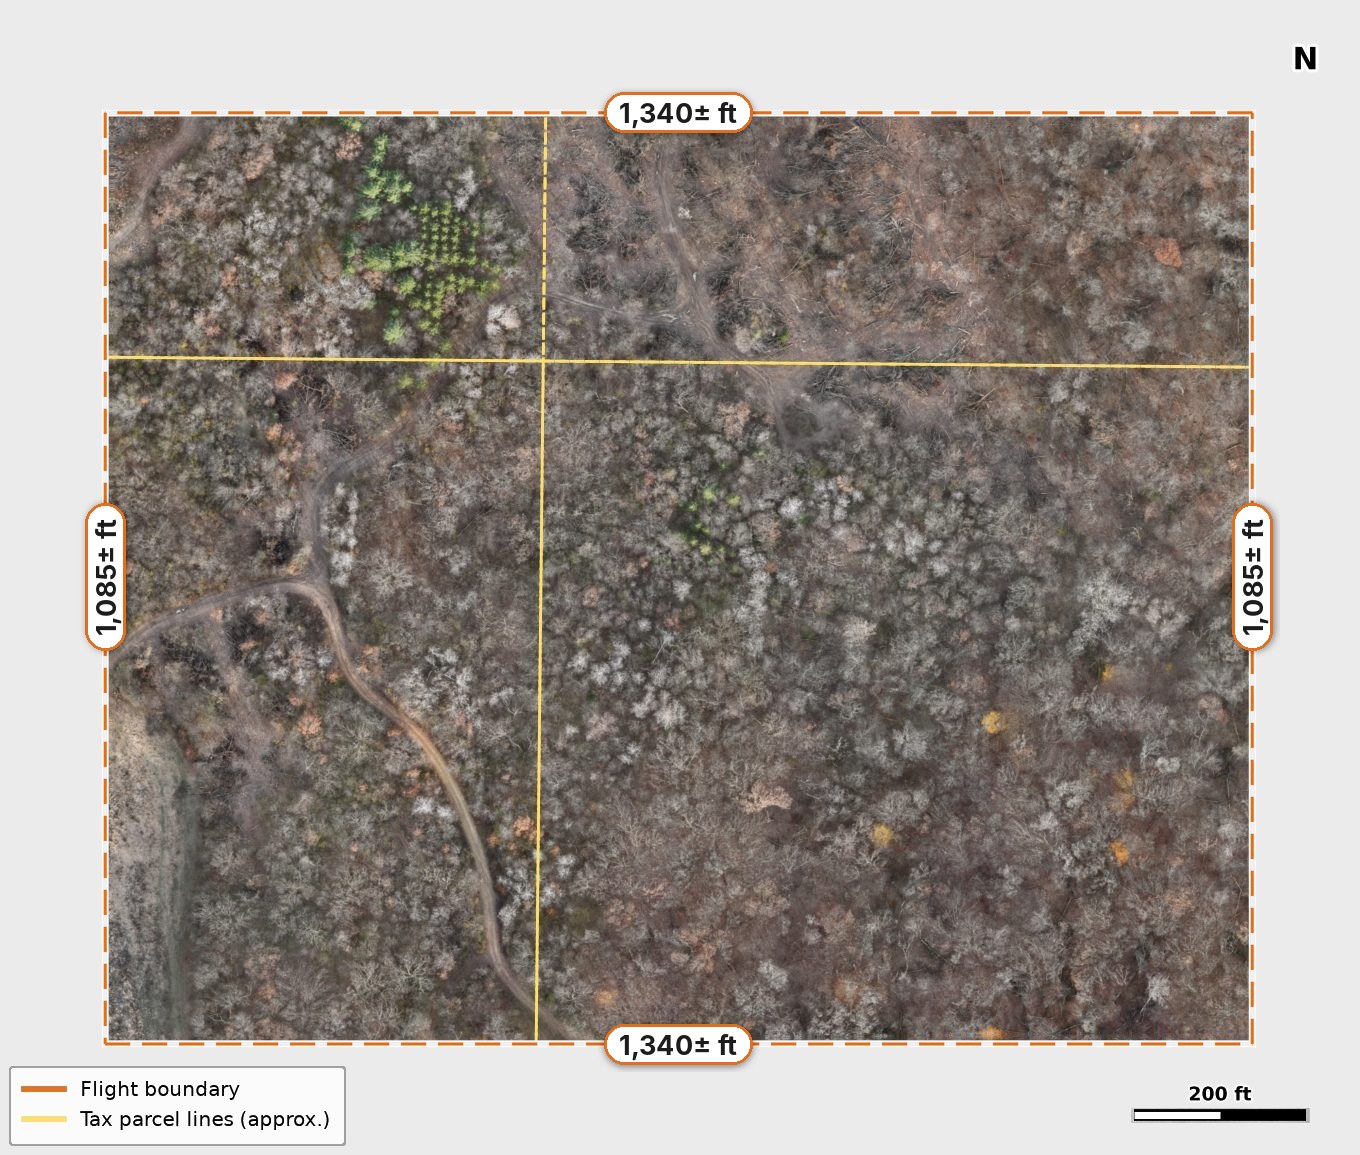 N
1,340± ft
1,085± ft
1,085± ft
1,340± ft
Flight boundary
Tax parcel lines (approx.)
200 ft